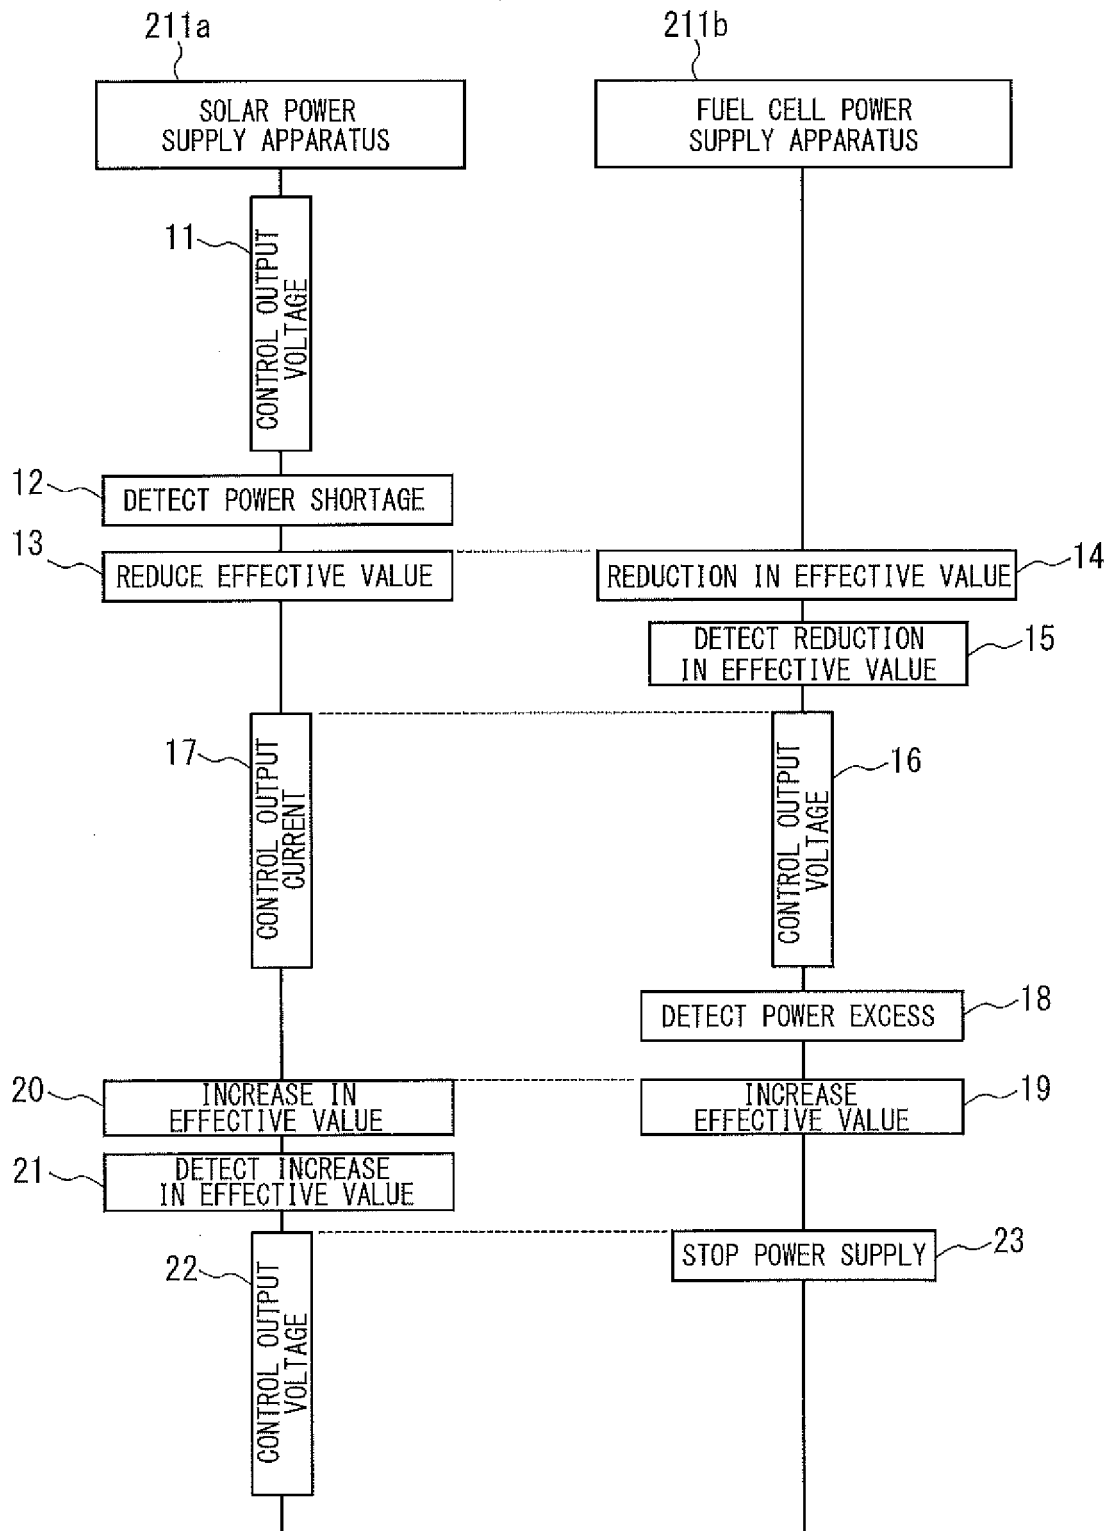 211a
211b
SOLAR POWER
SUPPLY APPARATUS
FUEL CELL POWER
SUPPLY APPARATUS
11
CONTROL OUTPUT
VOLTAGE
12
DETECT POWER SHORTAGE
13
REDUCE EFFECTIVE VALUE
REDUCTION IN EFFECTIVE VALUE
14
DETECT REDUCTION
IN EFFECTIVE VALUE
15
17
CONTROL OUTPUT
CURRENT
CONTROL OUTPUT
VOLTAGE
16
DETECT POWER EXCESS
18
20
INCREASE IN
EFFECTIVE VALUE
INCREASE
EFFECTIVE VALUE
19
21
DETECT INCREASE
IN EFFECTIVE VALUE
22
CONTROL OUTPUT
VOLTAGE
STOP POWER SUPPLY
23